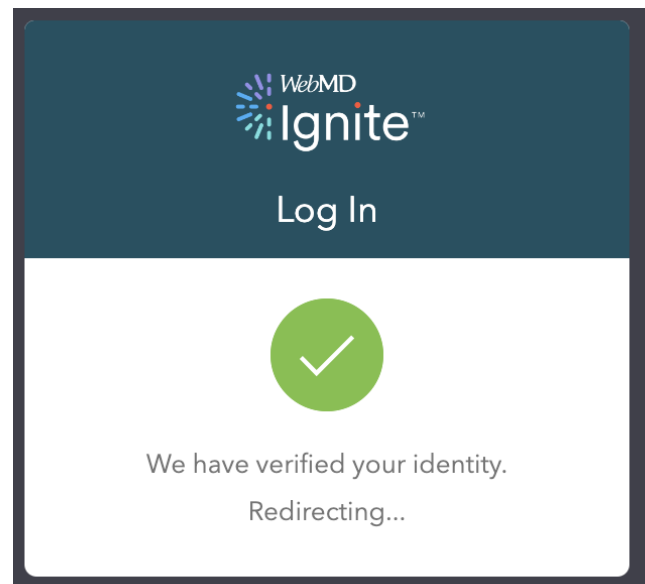 WebMD
Ignite™
Log In
We have verified your identity.
Redirecting...